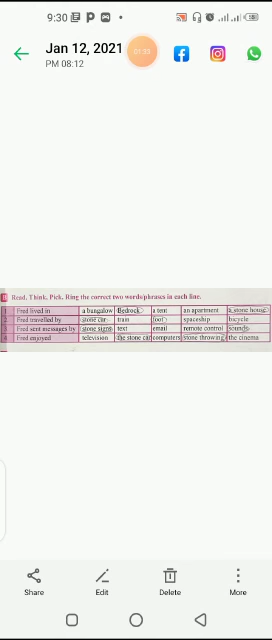 9:30
Jan 12, 2021
PM 08:12
Read. Think. Pick. Ring the correct two words/phrases in each line.
1 Fred lived in a bungalow Bedrock a tent an apartment a stone house
2 Fred travelled by stone car train foot spaceship bicycle
3 Fred sent messages by stone signs text email remote control sounds
4 Fred enjoyed television the stone car computers stone throwing the cinema
Share Edit Delete More